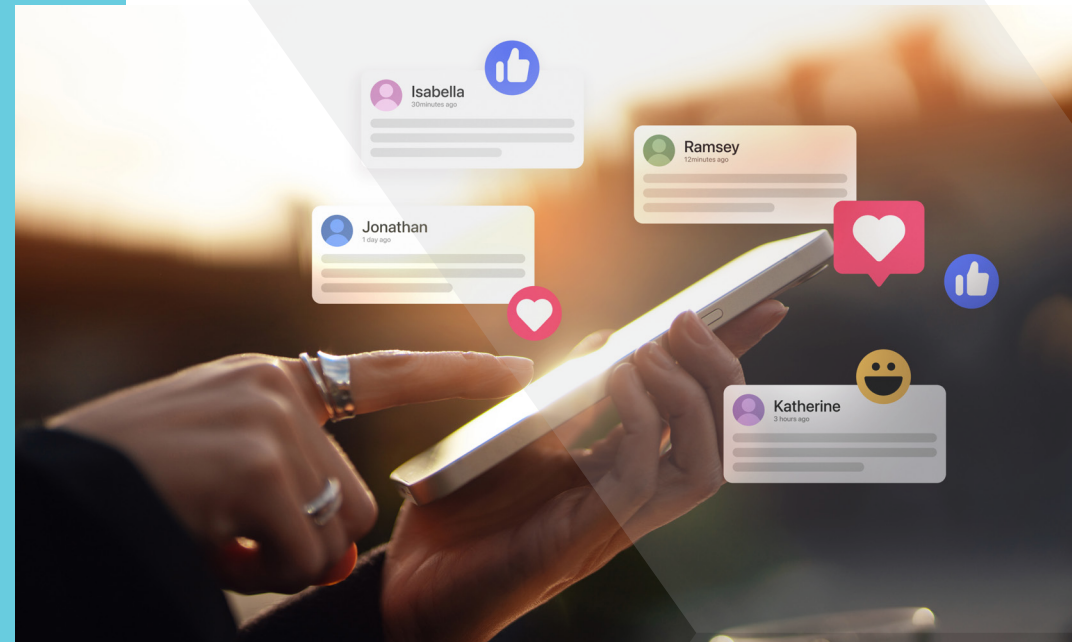 Isabella
30minutes ago
Ramsey
12minutes ago
Jonathan
1 day ago
Katherine
3 hours ago